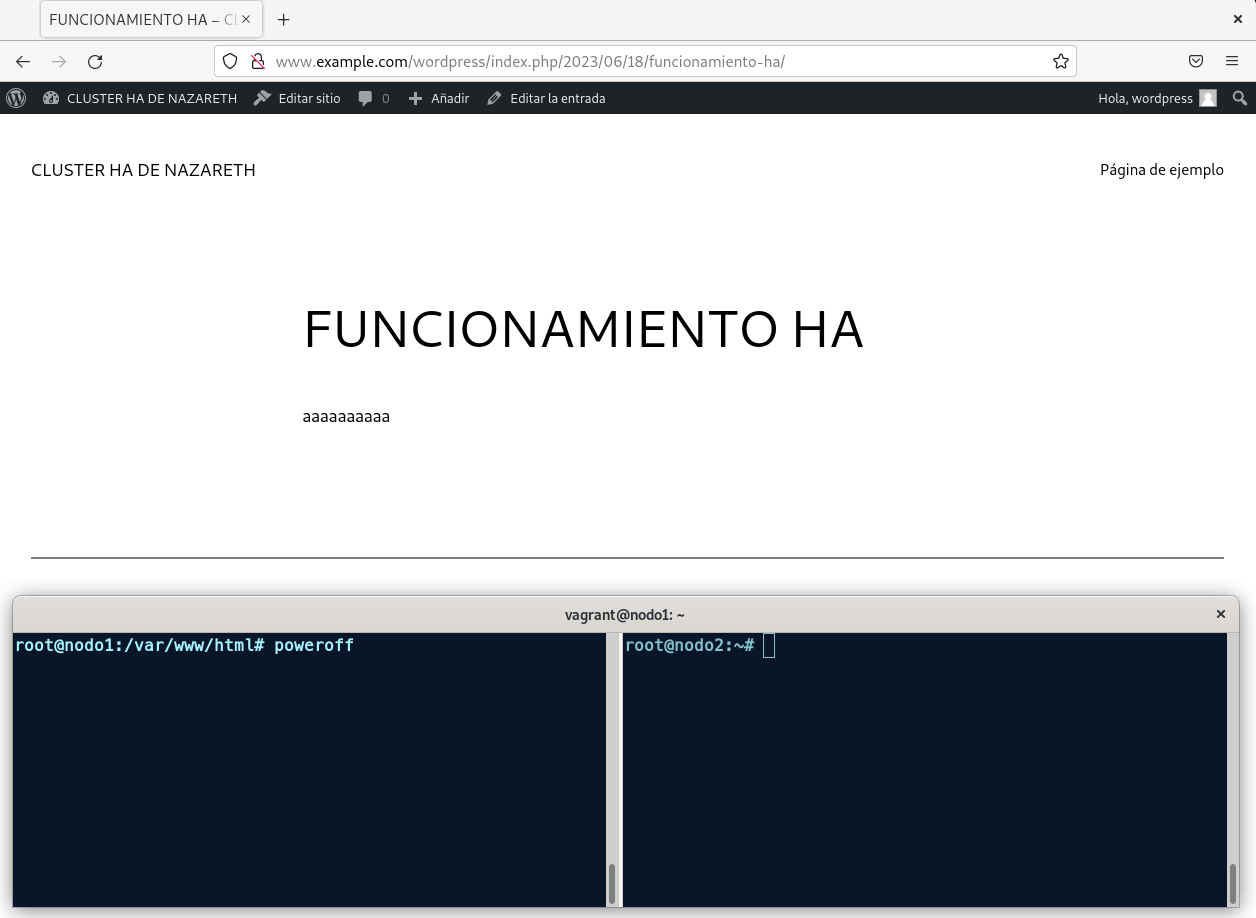 FUNCIONAMIENTO HA – CL
www.example.com/wordpress/index.php/2023/06/18/funcionamiento-ha/
CLUSTER HA DE NAZARETH Editar sitio 0 Añadir Editar la entrada Hola, wordpress
CLUSTER HA DE NAZARETH Página de ejemplo
FUNCIONAMIENTO HA
aaaaaaaaaa
vagrant@nodo1: ~
root@nodo1:/var/www/html# poweroff root@nodo2:~#